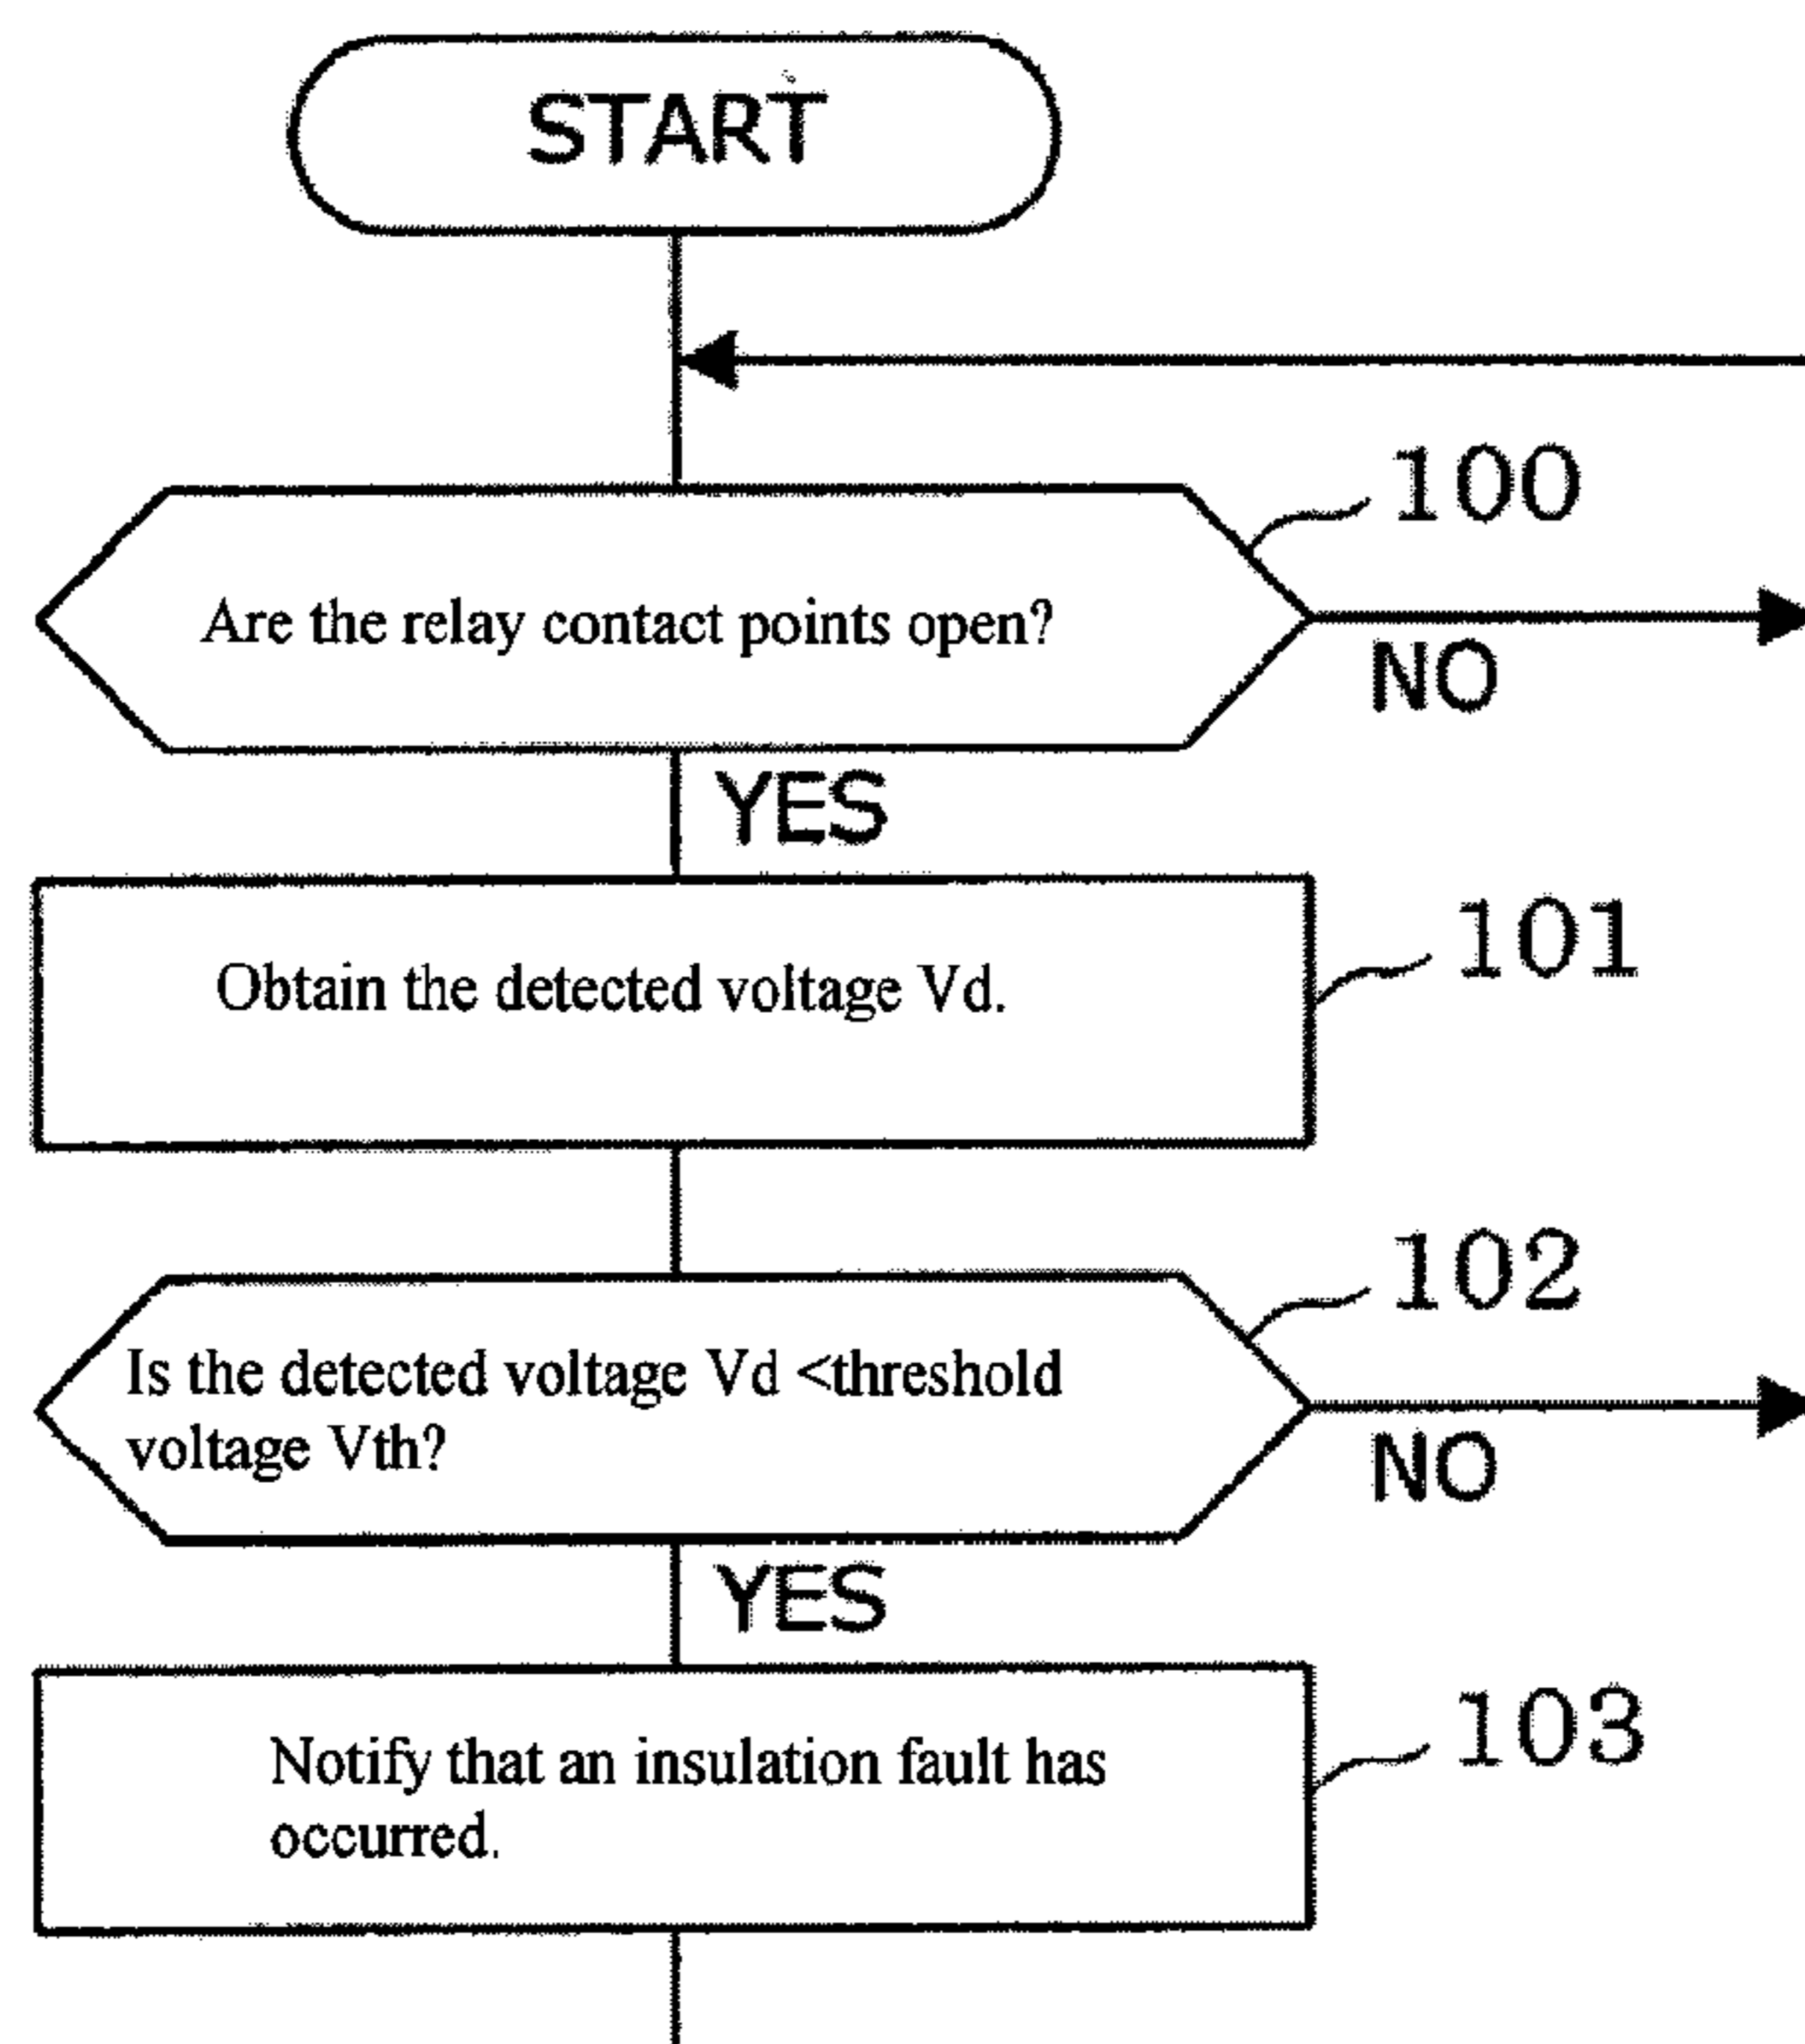 START
100
Are the relay contact points open?
NO
YES
101
Obtain the detected voltage Vd.
102
Is the detected voltage Vd <threshold
voltage Vth?
NO
YES
103
Notify that an insulation fault has
occurred.